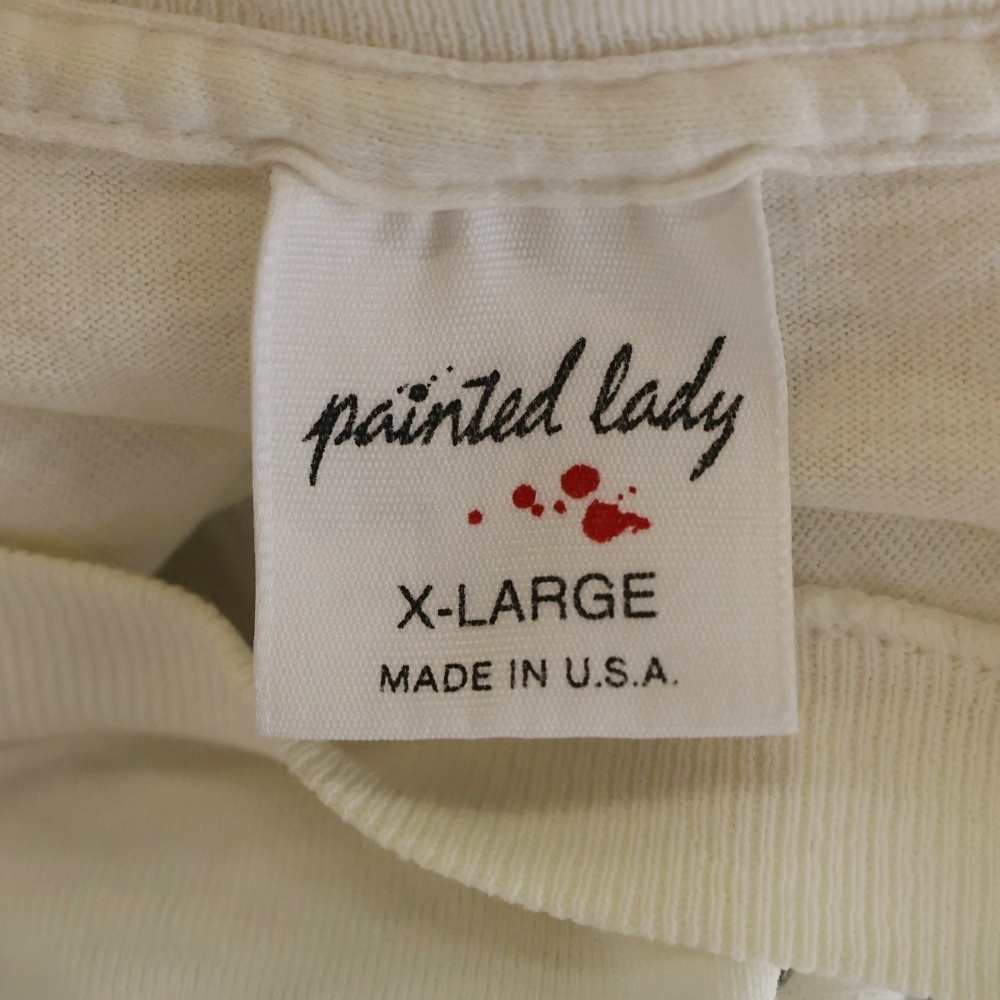 painted lady
X-LARGE
MADE IN U.S.A.